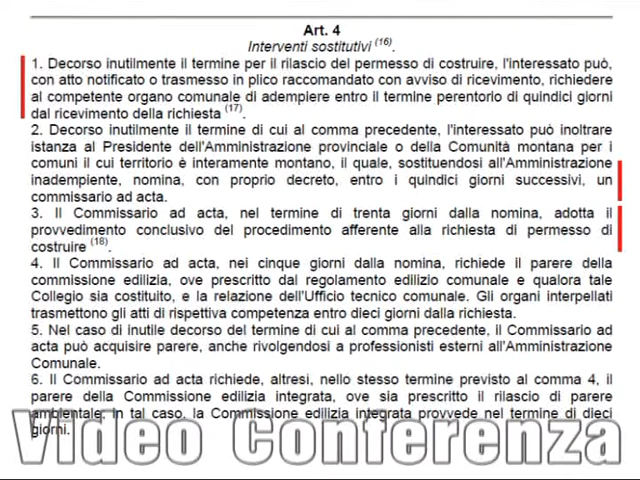 Art. 4
Interventi sostitutivi (16).
1. Decorso inutilmente il termine per il rilascio del permesso di costruire, l'interessato può,
con atto notificato o trasmesso in plico raccomandato con avviso di ricevimento, richiedere
al competente organo comunale di adempiere entro il termine perentorio di quindici giorni
dal ricevimento della richiesta (17).
2. Decorso inutilmente il termine di cui al comma precedente, l'interessato può inoltrare
istanza al Presidente dell'Amministrazione provinciale o della Comunità montana per i
comuni il cui territorio è interamente montano, il quale, sostituendosi all'Amministrazione
inadempiente, nomina, con proprio decreto, entro i quindici giorni successivi, un
commissario ad acta.
3. Il Commissario ad acta, nel termine di trenta giorni dalla nomina, adotta il
provvedimento conclusivo del procedimento afferente alla richiesta di permesso di
costruire (18).
4. Il Commissario ad acta, nei cinque giorni dalla nomina, richiede il parere della
commissione edilizia, ove prescritto dal regolamento edilizio comunale e qualora tale
Collegio sia costituito, e la relazione dell'Ufficio tecnico comunale. Gli organi interpellati
trasmettono gli atti di rispettiva competenza entro dieci giorni dalla richiesta.
5. Nel caso di inutile decorso del termine di cui al comma precedente, il Commissario ad
acta può acquisire parere, anche rivolgendosi a professionisti esterni all'Amministrazione
Comunale.
6. Il Commissario ad acta richiede, altresì, nello stesso termine previsto al comma 4, il
parere della Commissione edilizia integrata, ove sia prescritto il rilascio di parere
ambientale. In tal caso, la Commissione edilizia integrata provvede nel termine di dieci
giorni.
Video Conferenza